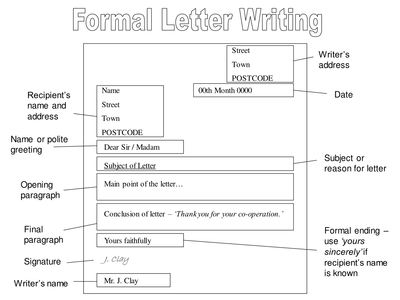 Formal Letter Writing
Street
Town
POSTCODE
Writer's
address
00th Month 0000
Date
Recipient's
name and
address
Name
Street
Town
POSTCODE
Name or polite
greeting
Dear Sir / Madam
Subject of Letter
Subject or
reason for letter
Opening
paragraph
Main point of the letter…
Final
paragraph
Conclusion of letter – 'Thank you for your co-operation.'
Yours faithfully
Formal ending –
use 'yours
sincerely' if
recipient's name
is known
Signature
J. Clay
Writer's name
Mr. J. Clay